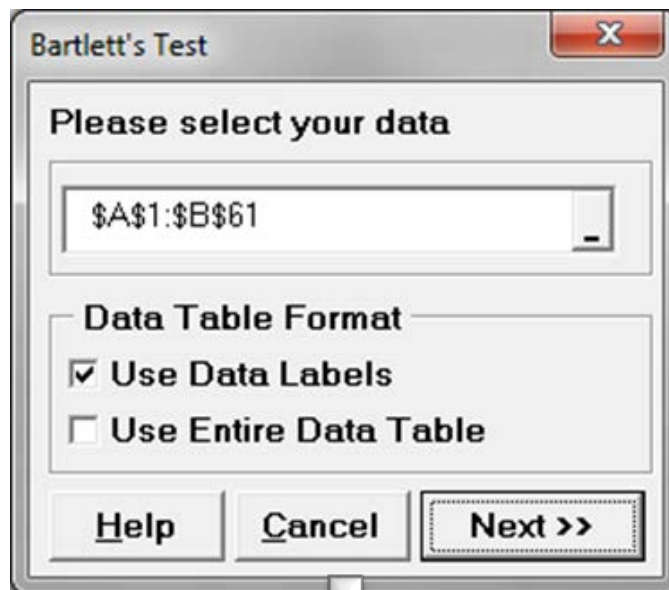 Bartlett's Test
Please select your data
$A$1:$B$61
Data Table Format
Use Data Labels
Use Entire Data Table
Help Cancel Next >>